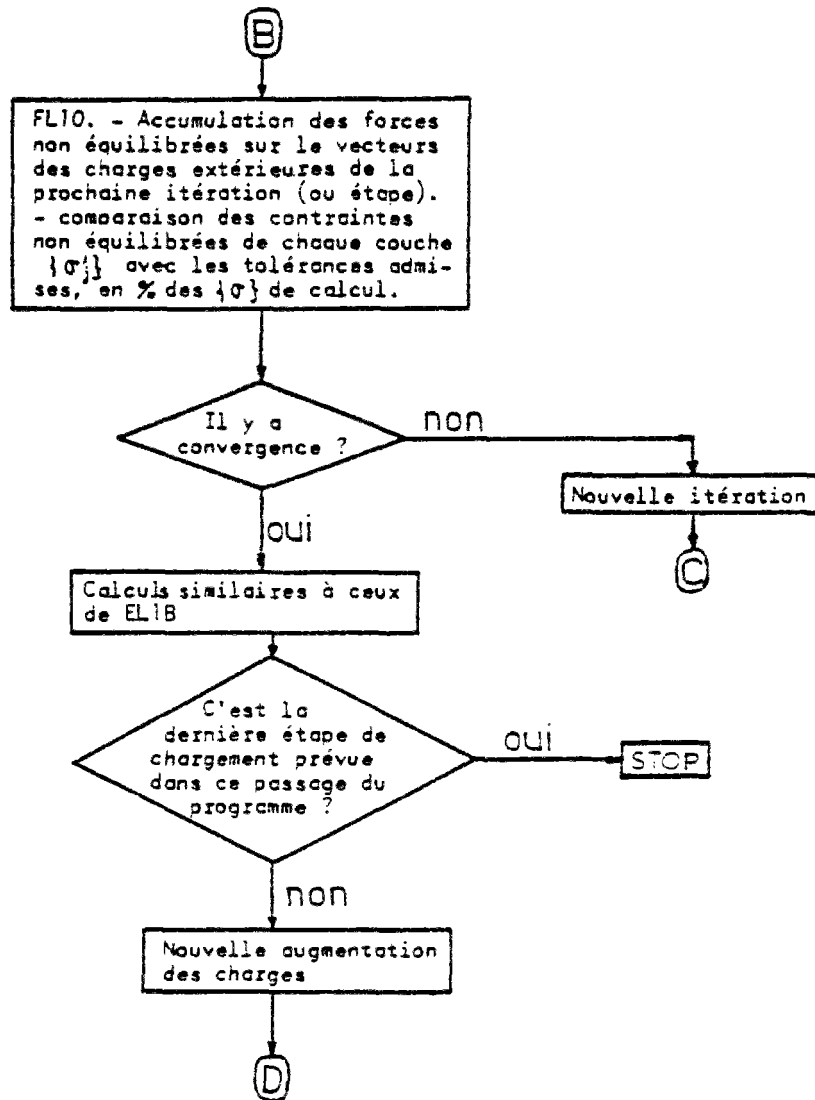 B
FL10. - Accumulation des forces
non équilibrées sur le vecteurs
des charges extérieures de la
prochaine itération (ou étape).
- comparaison des contraintes
non équilibrées de chaque couche
{σ'j} avec les tolérances admi-
ses, en % des {σ} de calcul.
Il y a
convergence ?
non
Nouvelle itération
C
oui
Calculs similaires à ceux
de EL1B
C'est la
dernière étape de
chargement prévue
dans ce passage du
programme ?
oui
STOP
non
Nouvelle augmentation
des charges
D